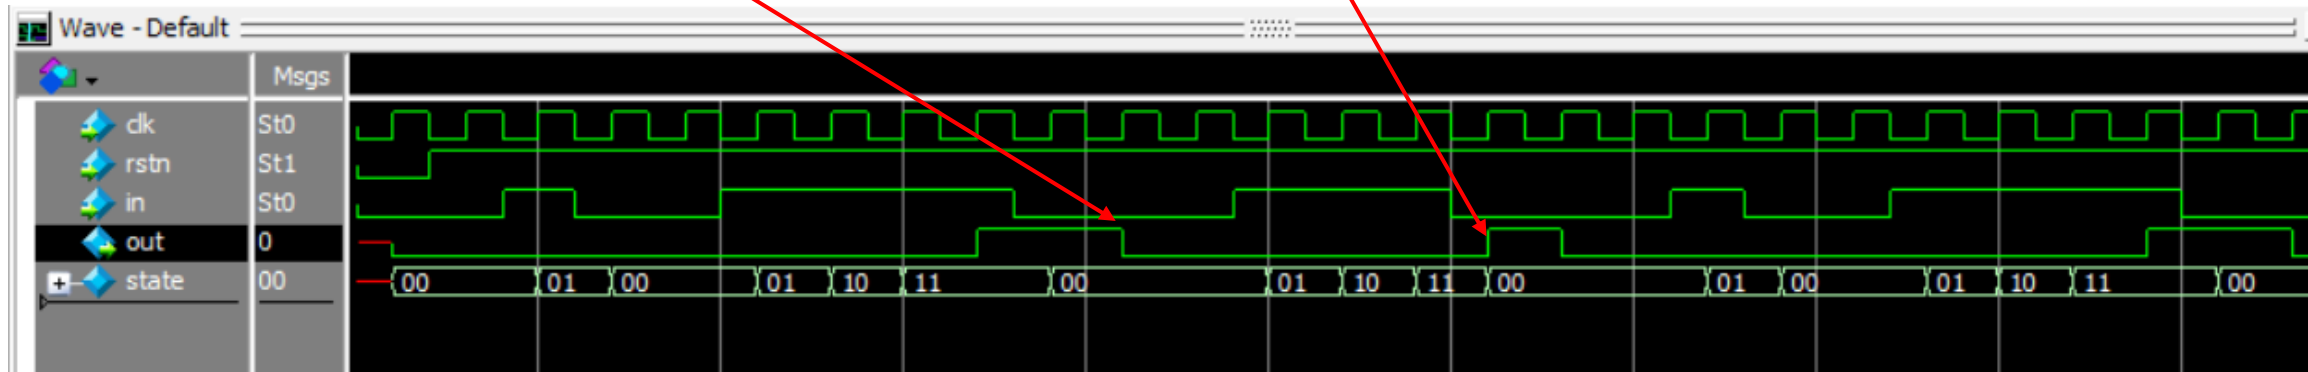 Wave - Default
Msgs
clk St0
rstn St1
in St0
out 0
state 00 00 01 00 01 10 11 00 01 10 11 00 01 00 01 10 11 00